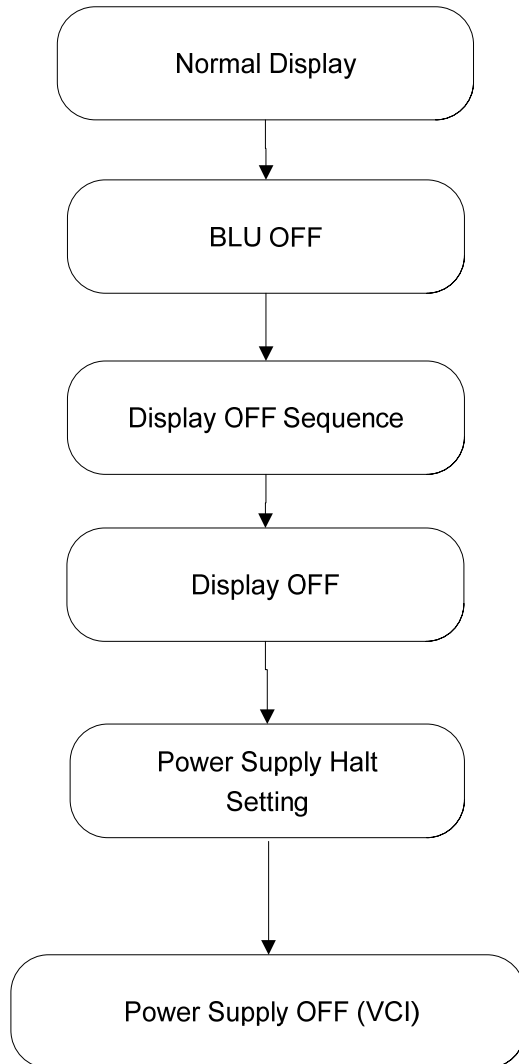 Normal Display
BLU OFF
Display OFF Sequence
Display OFF
Power Supply Halt
Setting
Power Supply OFF (VCI)